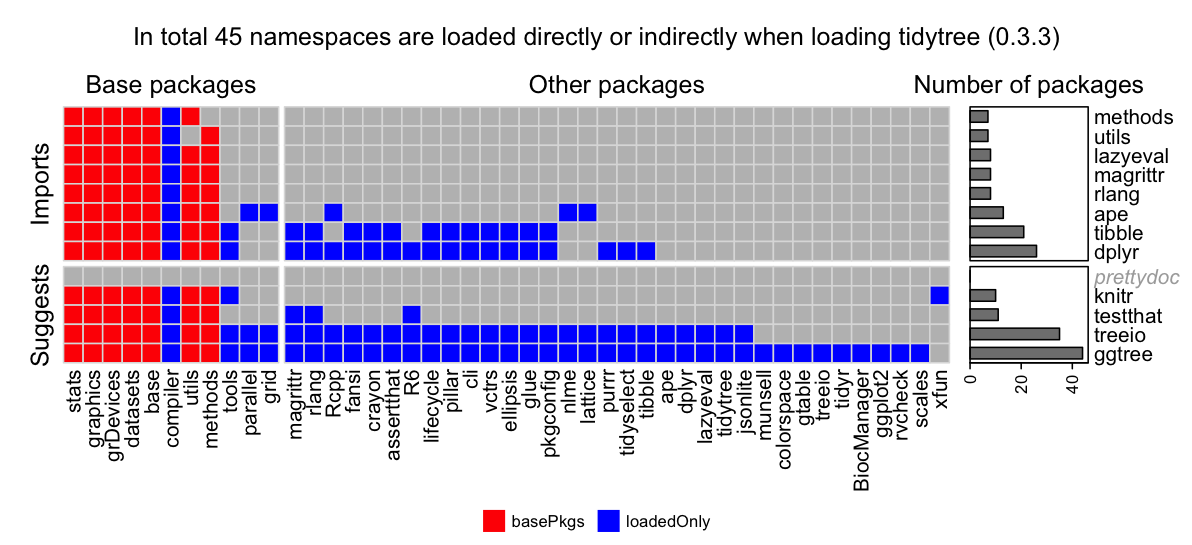 In total 45 namespaces are loaded directly or indirectly when loading tidytree (0.3.3)
Base packages
Other packages
Number of packages
Imports
methods
utils
lazyeval
magrittr
rlang
ape
tibble
dplyr
Suggests
prettydoc
knitr
testthat
treeio
ggtree
0
20
40
stats
graphics
grDevices
datasets
base
compiler
utils
methods
tools
parallel
grid
magrittr
rlang
Rcpp
fansi
crayon
assertthat
R6
lifecycle
pillar
cli
vctrs
ellipsis
glue
pkgconfig
nlme
lattice
purrr
tidyselect
tibble
ape
dplyr
lazyeval
tidytree
jsonlite
munsell
colorspace
gtable
treeio
tidyr
BiocManager
ggplot2
rvcheck
scales
xfun
basePkgs
loadedOnly